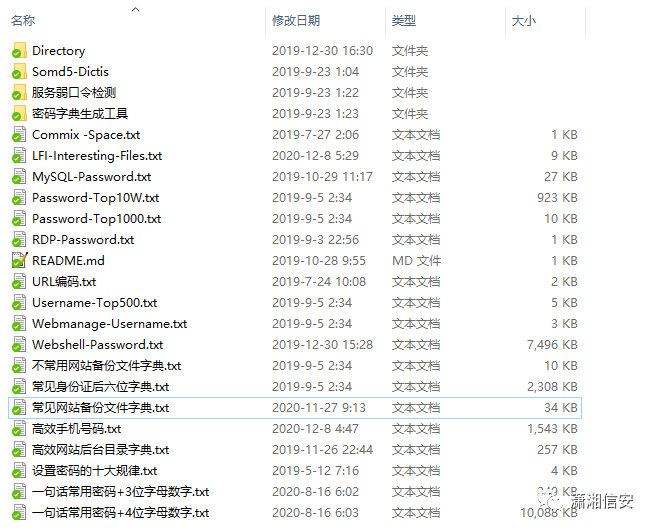 名称 修改日期 类型 大小
Directory 2019-12-30 16:30 文件夹
Somd5-Dictis 2019-9-23 1:04 文件夹
服务弱口令检测 2019-9-23 1:22 文件夹
密码字典生成工具 2019-9-23 1:23 文件夹
Commix -Space.txt 2019-7-27 2:06 文本文档 1 KB
LFI-Interesting-Files.txt 2020-12-8 5:29 文本文档 9 KB
MySQL-Password.txt 2019-10-29 11:17 文本文档 27 KB
Password-Top10W.txt 2019-9-5 2:34 文本文档 923 KB
Password-Top1000.txt 2019-9-5 2:34 文本文档 10 KB
RDP-Password.txt 2019-9-3 22:56 文本文档 1 KB
README.md 2019-10-28 9:55 MD 文件 1 KB
URL编码.txt 2019-7-24 10:08 文本文档 2 KB
Username-Top500.txt 2019-9-5 2:34 文本文档 5 KB
Webmanage-Username.txt 2019-9-5 2:34 文本文档 3 KB
Webshell-Password.txt 2019-12-30 15:28 文本文档 7,496 KB
不常用网站备份文件字典.txt 2019-9-5 2:34 文本文档 10 KB
常见身份证后六位字典.txt 2019-9-5 2:34 文本文档 2,308 KB
常见网站备份文件字典.txt 2020-11-27 9:13 文本文档 34 KB
高效手机号码.txt 2020-12-8 4:47 文本文档 1,543 KB
高效网站后台目录字典.txt 2019-11-26 22:44 文本文档 257 KB
设置密码的十大规律.txt 2019-5-12 7:16 文本文档 4 KB
一句话常用密码+3位字母数字.txt 2020-8-16 6:02 文本文档 KB
一句话常用密码+4位字母数字.txt 2020-8-16 6:03 文本文档 10,088 KB
潇湘信安